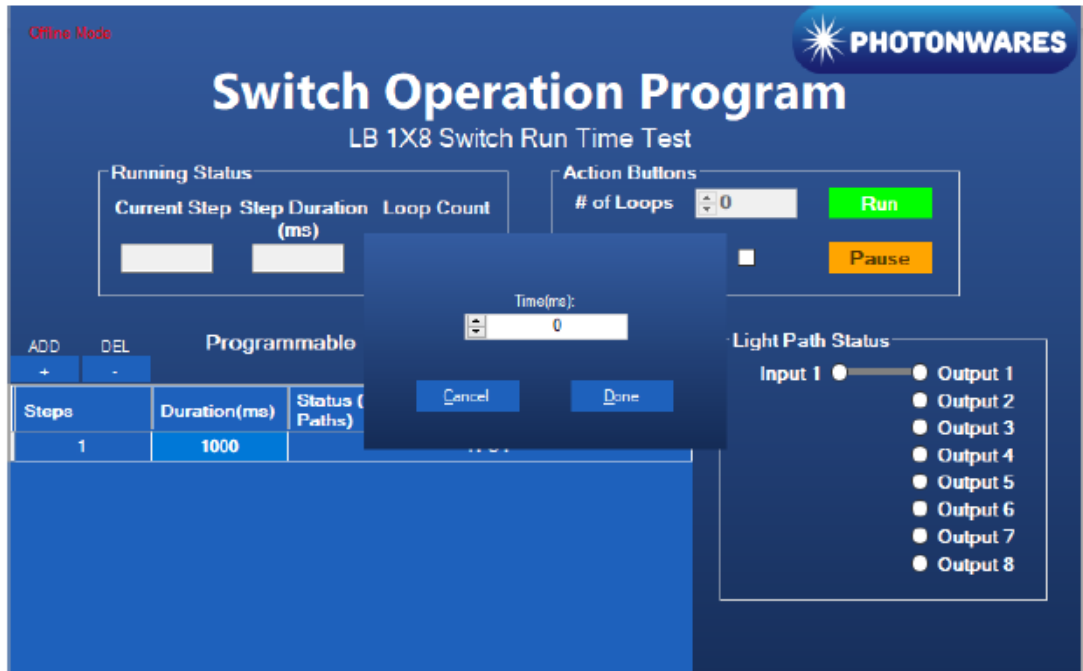 Offline Mode
PHOTONWARES
Switch Operation Program
LB 1X8 Switch Run Time Test
Running Status
Current Step Step Duration (ms) Loop Count
Action Buttons
# of Loops 0 Run
Pause
Time(ms):
0
Cancel Done
ADD DEL Programmable
+ -
Steps Duration(ms) Status (
Paths)
1 1000
Light Path Status
Input 1 Output 1
Output 2
Output 3
Output 4
Output 5
Output 6
Output 7
Output 8